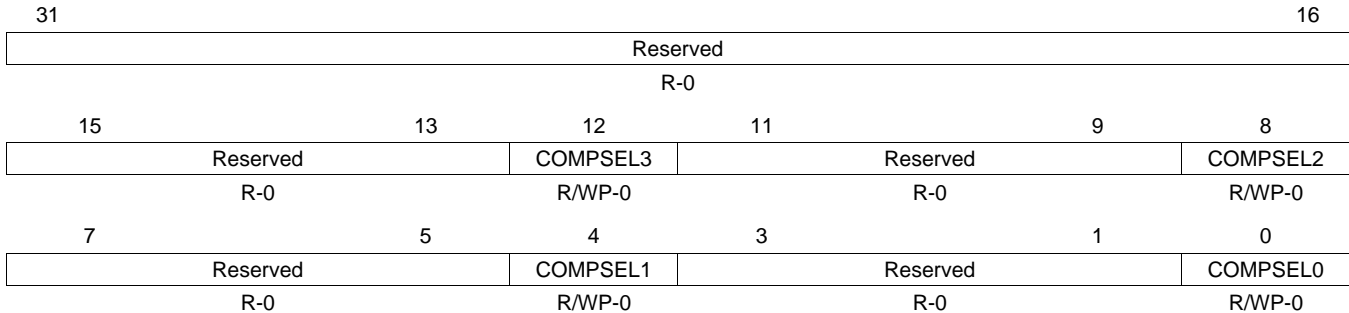 31 16
Reserved
R-0
15 13 12 11 9 8
Reserved COMPSEL3 Reserved COMPSEL2
R-0 R/WP-0 R-0 R/WP-0
7 5 4 3 1 0
Reserved COMPSEL1 Reserved COMPSEL0
R-0 R/WP-0 R-0 R/WP-0